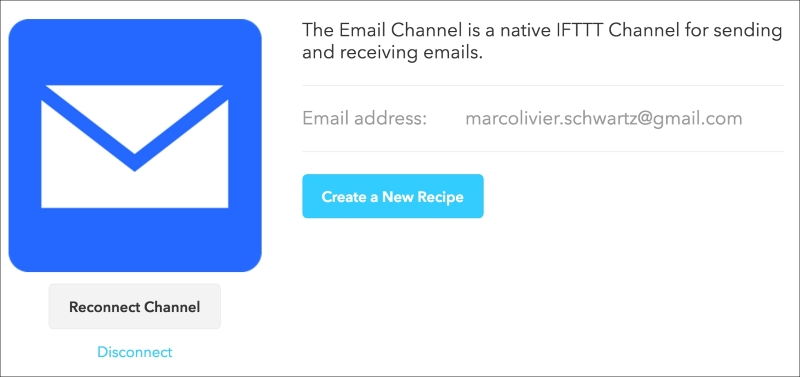 The Email Channel is a native IFTTT Channel for sending
and receiving emails.
Email address: marcolivier.schwartz@gmail.com
Create a New Recipe
Reconnect Channel
Disconnect